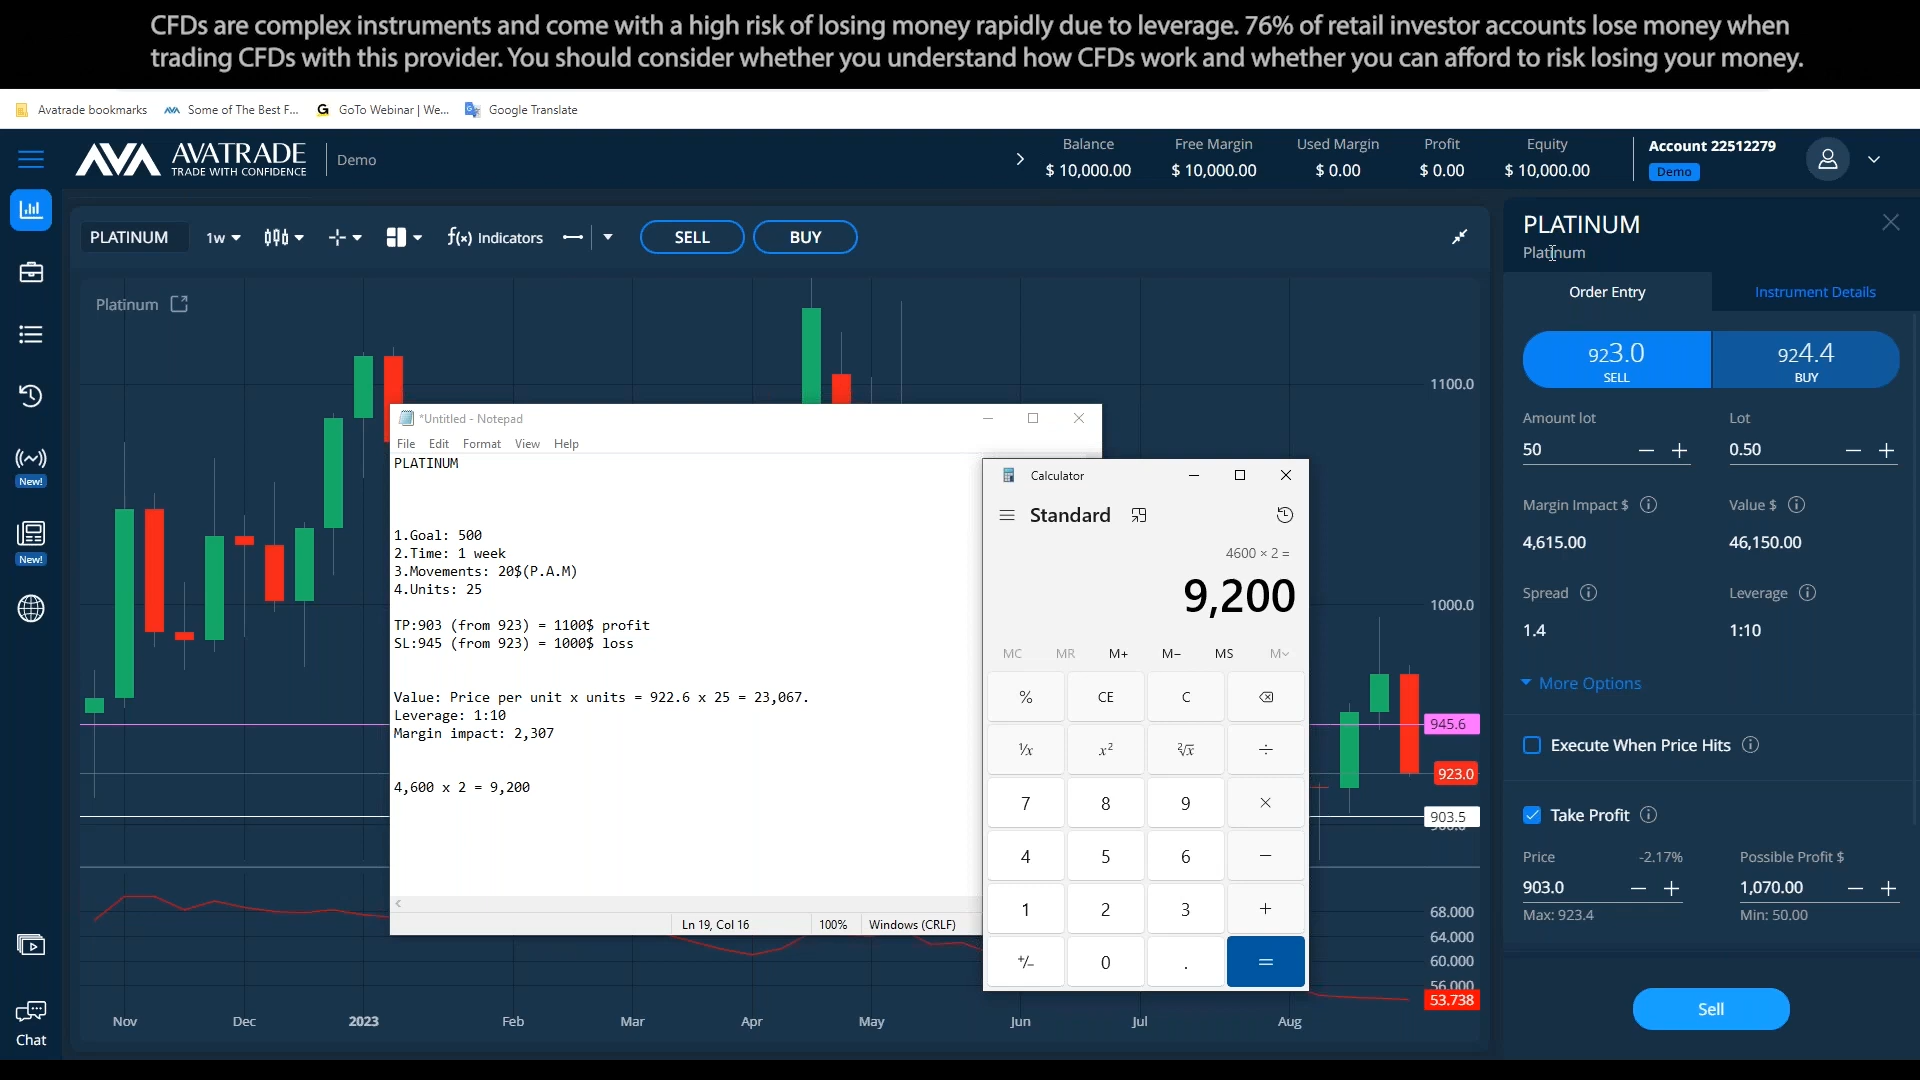 CFDs are complex instruments and come with a high risk of losing money rapidly due to leverage. 76% of retail investor accounts lose money when
trading CFDs with this provider. You should consider whether you understand how CFDs work and whether you can afford to risk losing your money.
Avatrade bookmarks
Some of The Best F...
GoTo Webinar | We...
Google Translate
AVA
AVATRADE
TRADE WITH CONFIDENCE
Demo
Balance
$ 10,000.00
Free Margin
$ 10,000.00
Used Margin
$ 0.00
Profit
$ 0.00
Equity
$ 10,000.00
Account 22512279
Demo
PLATINUM
1w
f(x) Indicators
SELL
BUY
Platinum
New!
New!
Chat
1100.0
1000.0
945.6
923.0
903.5
68.000
64.000
60.000
56.000
53.738
Nov
Dec
2023
Feb
Mar
Apr
May
Jun
Jul
Aug
*Untitled - Notepad
File Edit Format View Help
PLATINUM
1.Goal: 500
2.Time: 1 week
3.Movements: 20$(P.A.M)
4.Units: 25
TP:903 (from 923) = 1100$ profit
SL:945 (from 923) = 1000$ loss
Value: Price per unit x units = 922.6 x 25 = 23,067.
Leverage: 1:10
Margin impact: 2,307
4,600 x 2 = 9,200
Ln 19, Col 16
100%
Windows (CRLF)
Calculator
Standard
4600 × 2 =
9,200
MC MR M+ M− MS M
% CE C
¹/x x² ²√x ÷
7 8 9 ×
4 5 6 −
1 2 3 +
+/− 0 . =
PLATINUM
Platinum
Order Entry
Instrument Details
923.0
SELL
924.4
BUY
Amount lot
50
Lot
0.50
Margin Impact $
4,615.00
Value $
46,150.00
Spread
1.4
Leverage
1:10
More Options
Execute When Price Hits
Take Profit
Price -2.17%
903.0
Max: 923.4
Possible Profit $
1,070.00
Min: 50.00
Sell